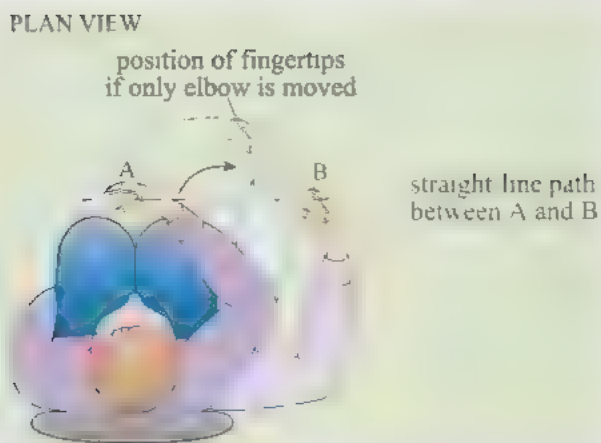 PLAN VIEW
position of fingertips
if only elbow is moved
A
B
straight line path
between A and B